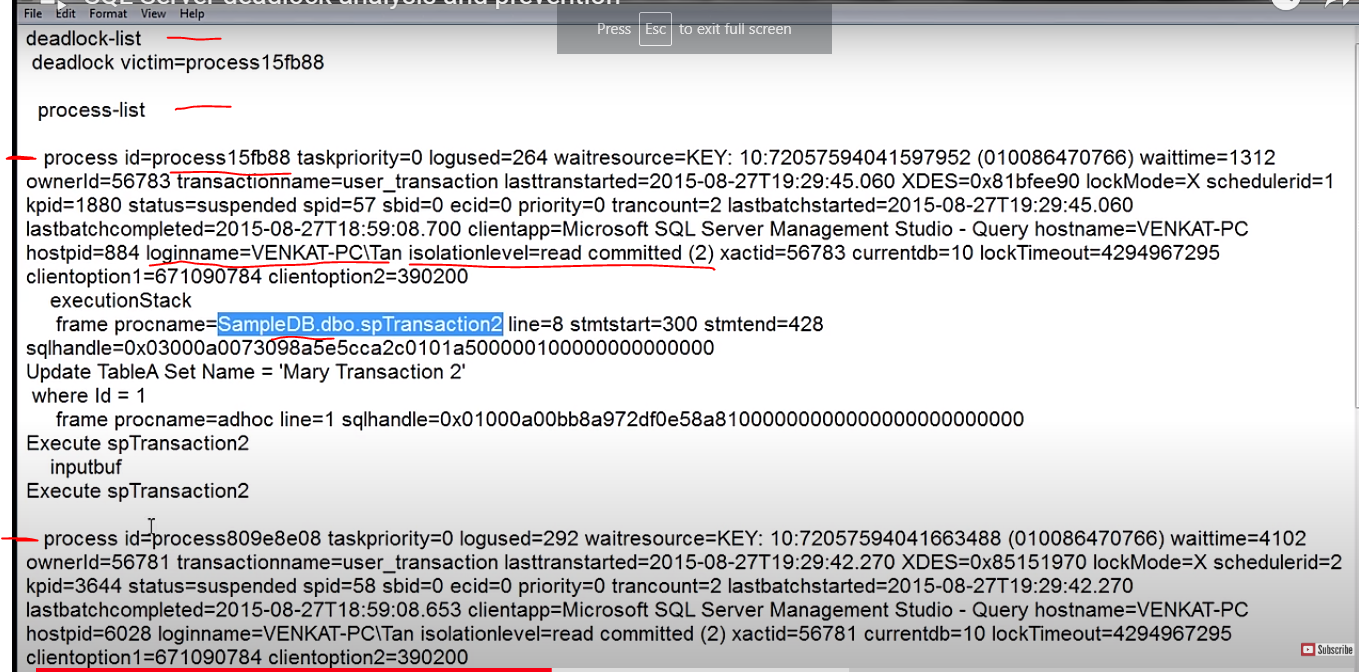 SQL Server deadlock analysis and prevention
File Edit Format View Help
Press Esc to exit full screen
deadlock-list
deadlock victim=process15fb88
process-list
process id=process15fb88 taskpriority=0 logused=264 waitresource=KEY: 10:72057594041597952 (010086470766) waittime=1312
ownerId=56783 transactionname=user_transaction lasttranstarted=2015-08-27T19:29:45.060 XDES=0x81bfee90 lockMode=X schedulerid=1
kpid=1880 status=suspended spid=57 sbid=0 ecid=0 priority=0 trancount=2 lastbatchstarted=2015-08-27T19:29:45.060
lastbatchcompleted=2015-08-27T18:59:08.700 clientapp=Microsoft SQL Server Management Studio - Query hostname=VENKAT-PC
hostpid=884 loginname=VENKAT-PC\Tan isolationlevel=read committed (2) xactid=56783 currentdb=10 lockTimeout=4294967295
clientoption1=671090784 clientoption2=390200
executionStack
frame procname=SampleDB.dbo.spTransaction2 line=8 stmtstart=300 stmtend=428
sqlhandle=0x03000a0073098a5e5cca2c0101a500000100000000000000
Update TableA Set Name = 'Mary Transaction 2'
where Id = 1
frame procname=adhoc line=1 sqlhandle=0x01000a00bb8a972df0e58a81000000000000000000000000
Execute spTransaction2
inputbuf
Execute spTransaction2
process id=process809e8e08 taskpriority=0 logused=292 waitresource=KEY: 10:72057594041663488 (010086470766) waittime=4102
ownerId=56781 transactionname=user_transaction lasttranstarted=2015-08-27T19:29:42.270 XDES=0x85151970 lockMode=X schedulerid=2
kpid=3644 status=suspended spid=58 sbid=0 ecid=0 priority=0 trancount=2 lastbatchstarted=2015-08-27T19:29:42.270
lastbatchcompleted=2015-08-27T18:59:08.653 clientapp=Microsoft SQL Server Management Studio - Query hostname=VENKAT-PC
hostpid=6028 loginname=VENKAT-PC\Tan isolationlevel=read committed (2) xactid=56781 currentdb=10 lockTimeout=4294967295
clientoption1=671090784 clientoption2=390200
Subscribe